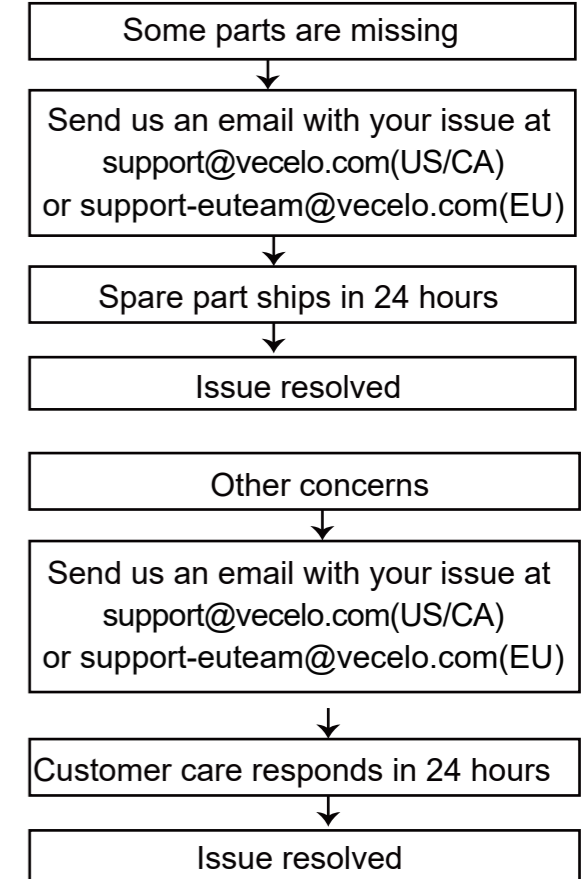 Some parts are missing
Send us an email with your issue at
support@vecelo.com(US/CA)
or support-euteam@vecelo.com(EU)
Spare part ships in 24 hours
Issue resolved
Other concerns
Send us an email with your issue at
support@vecelo.com(US/CA)
or support-euteam@vecelo.com(EU)
Customer care responds in 24 hours
Issue resolved